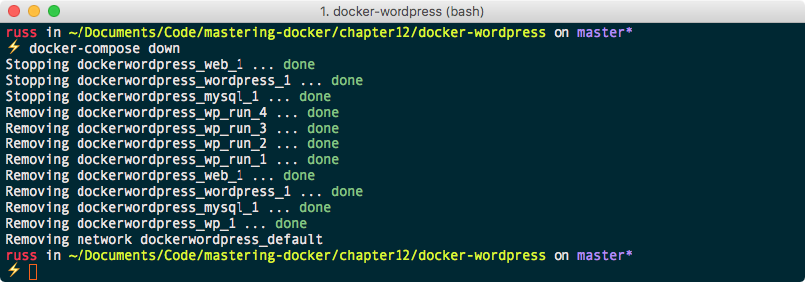 1. docker-wordpress (bash)
russ in ~/Documents/Code/mastering-docker/chapter12/docker-wordpress on master*
⚡ docker-compose down
Stopping dockerwordpress_web_1 ... done
Stopping dockerwordpress_wordpress_1 ... done
Stopping dockerwordpress_mysql_1 ... done
Removing dockerwordpress_wp_run_4 ... done
Removing dockerwordpress_wp_run_3 ... done
Removing dockerwordpress_wp_run_2 ... done
Removing dockerwordpress_wp_run_1 ... done
Removing dockerwordpress_web_1 ... done
Removing dockerwordpress_wordpress_1 ... done
Removing dockerwordpress_mysql_1 ... done
Removing dockerwordpress_wp_1 ... done
Removing network dockerwordpress_default
russ in ~/Documents/Code/mastering-docker/chapter12/docker-wordpress on master*
⚡